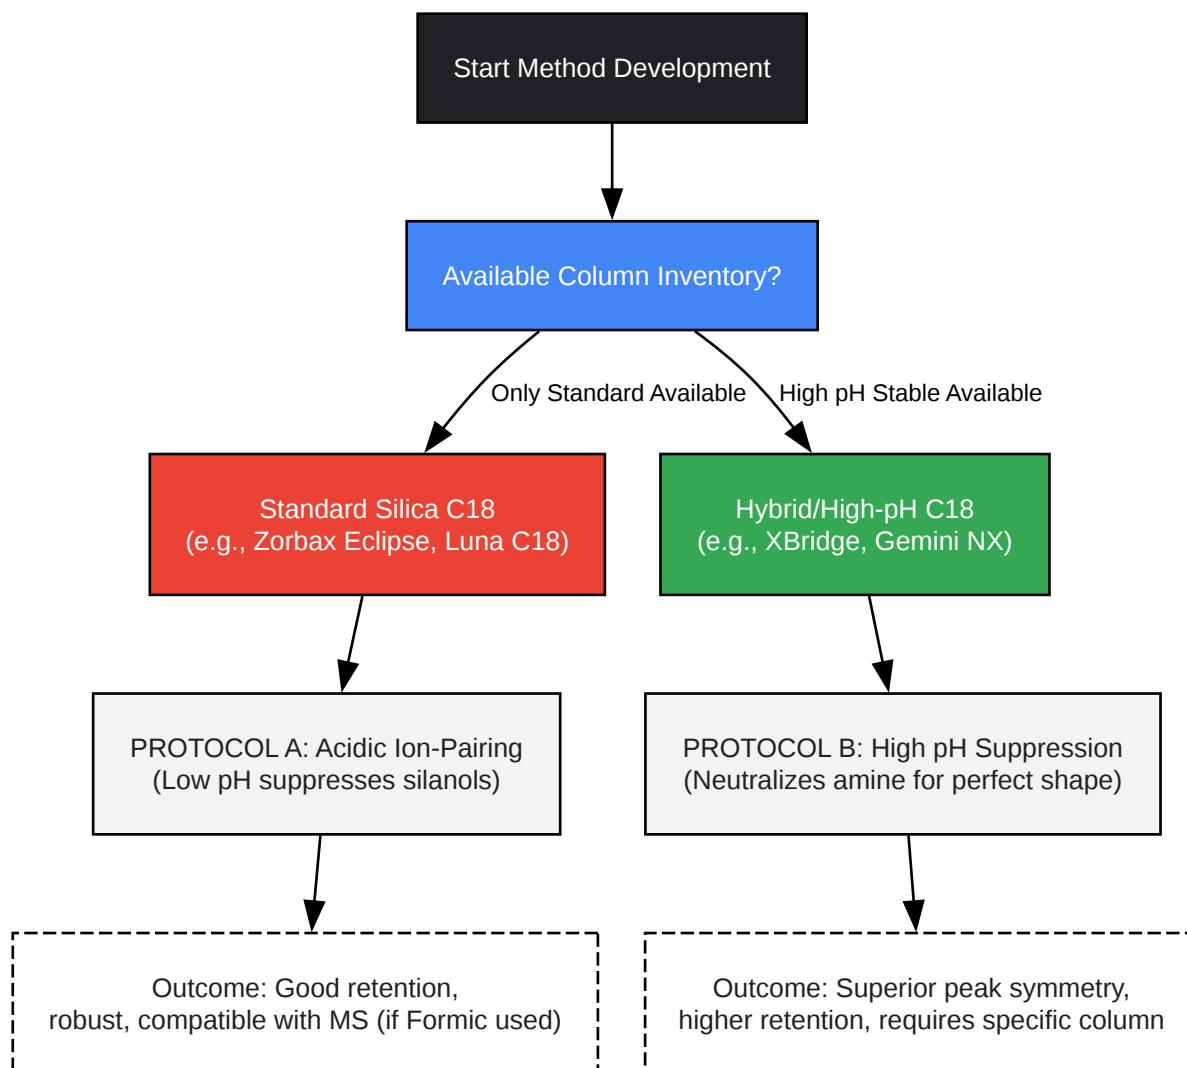 Start Method Development
Available Column Inventory?
Only Standard Available
High pH Stable Available
Standard Silica C18
(e.g., Zorbax Eclipse, Luna C18)
Hybrid/High-pH C18
(e.g., XBridge, Gemini NX)
PROTOCOL A: Acidic Ion-Pairing
(Low pH suppresses silanols)
PROTOCOL B: High pH Suppression
(Neutralizes amine for perfect shape)
Outcome: Good retention,
robust, compatible with MS (if Formic used)
Outcome: Superior peak symmetry,
higher retention, requires specific column